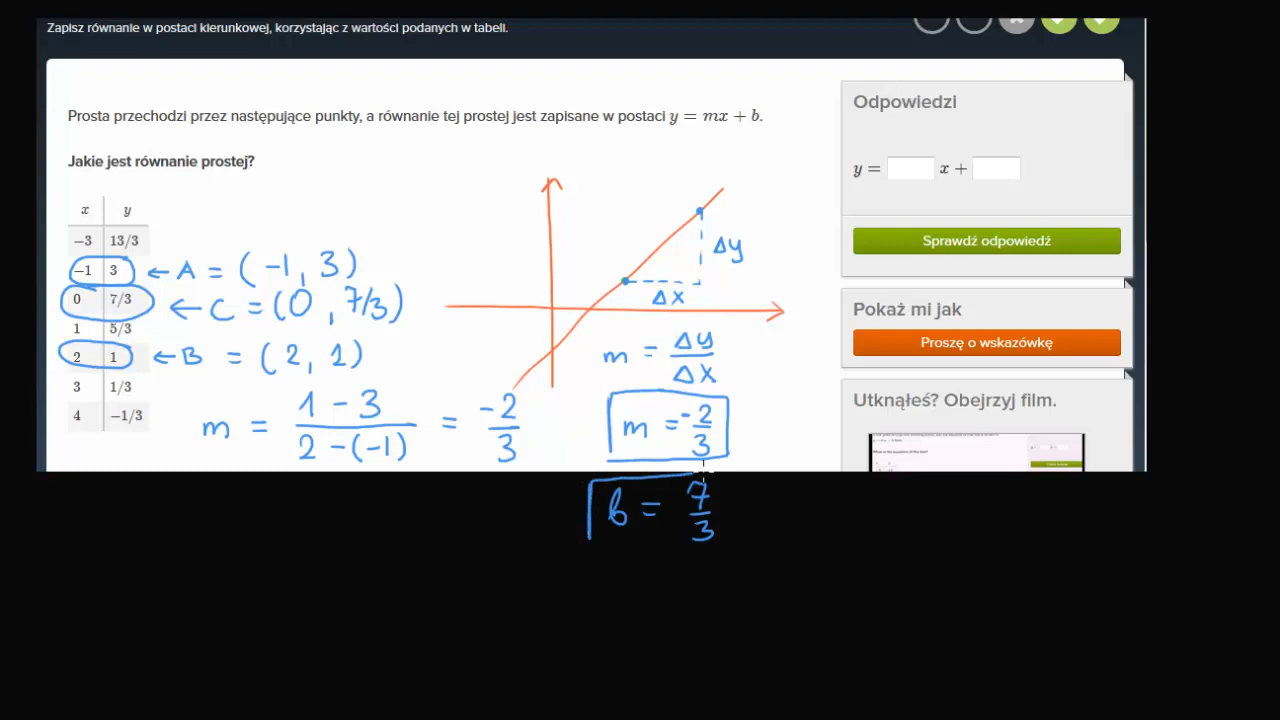 Zapisz równanie w postaci kierunkowej, korzystając z wartości podanych w tabeli.
Prosta przechodzi przez następujące punkty, a równanie tej prostej jest zapisane w postaci y = mx + b.
Jakie jest równanie prostej?
x y
−3 13/3
−1 3 ← A = (-1, 3)
0 7/3 ← C = (0, 7/3)
1 5/3
2 1 ← B = (2, 1)
3 1/3
4 −1/3
Δy
Δx
m = Δy/Δx
m = (1 - 3)/(2 - (-1)) = -2/3
m = -2/3
b = 7/3
Odpowiedzi
y = x +
Sprawdź odpowiedź
Pokaż mi jak
Proszę o wskazówkę
Utknąłeś? Obejrzyj film.